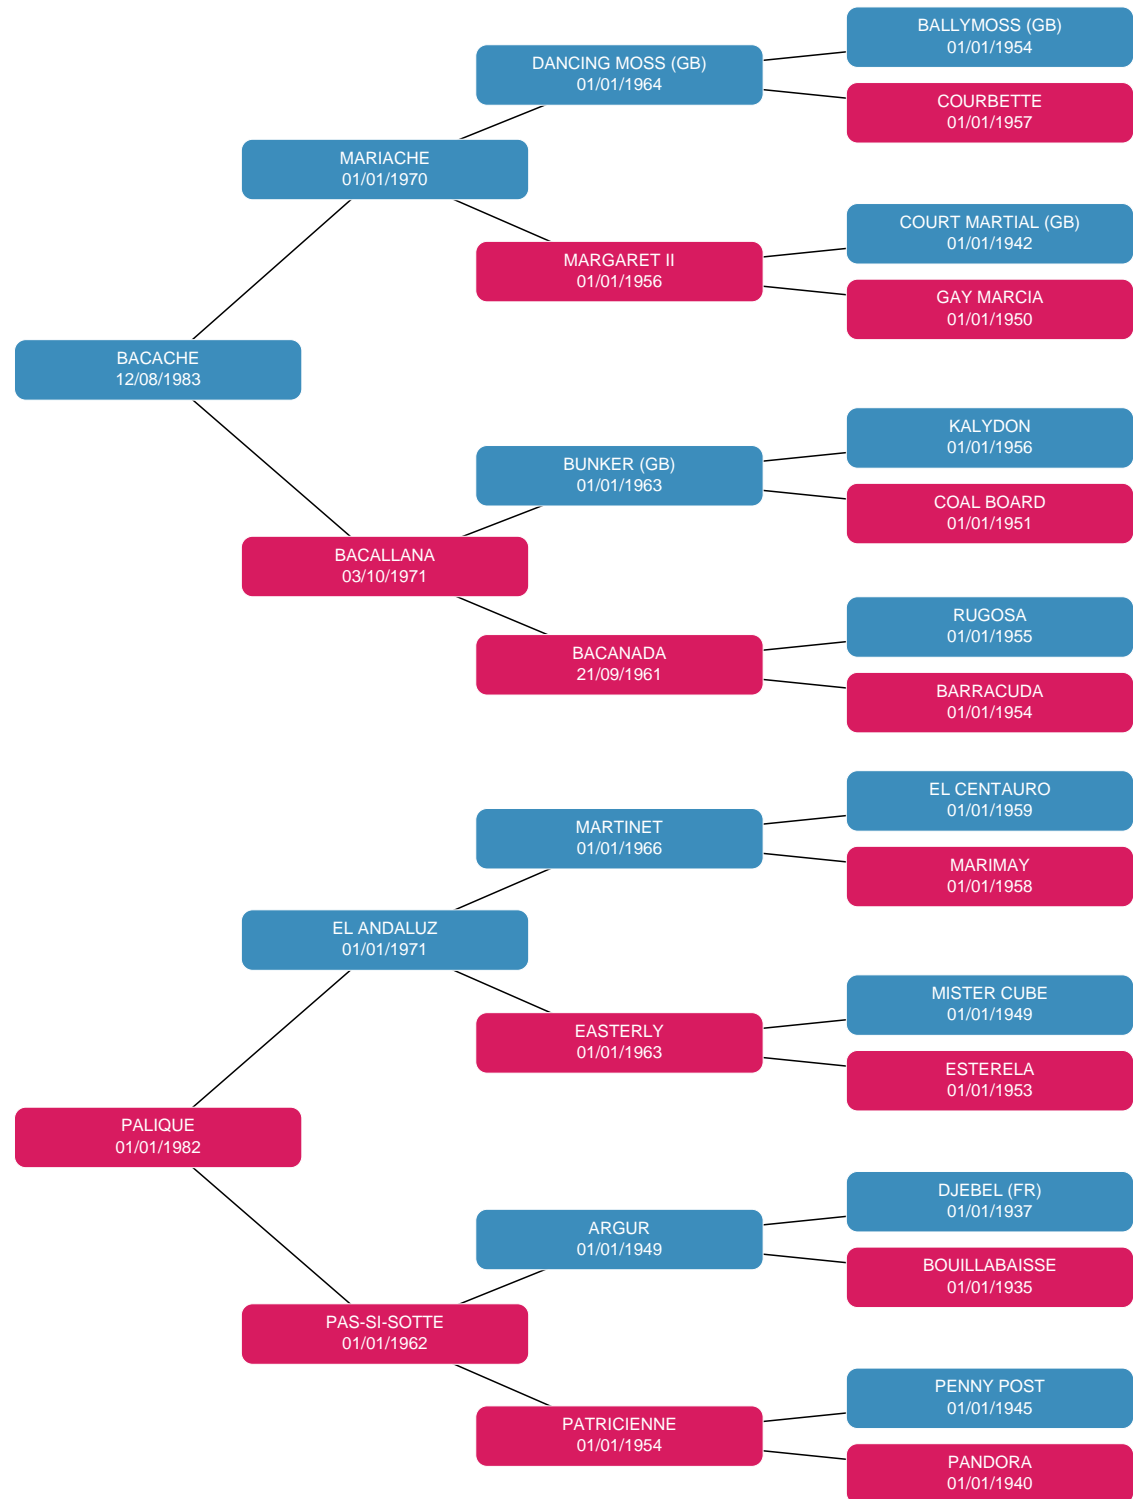 BALLYMOSS (GB)
01/01/1954
DANCING MOSS (GB)
01/01/1964
COURBETTE
01/01/1957
MARIACHE
01/01/1970
COURT MARTIAL (GB)
01/01/1942
MARGARET II
01/01/1956
GAY MARCIA
01/01/1950
BACACHE
12/08/1983
KALYDON
01/01/1956
BUNKER (GB)
01/01/1963
COAL BOARD
01/01/1951
BACALLANA
03/10/1971
RUGOSA
01/01/1955
BACANADA
21/09/1961
BARRACUDA
01/01/1954
EL CENTAURO
01/01/1959
MARTINET
01/01/1966
MARIMAY
01/01/1958
EL ANDALUZ
01/01/1971
MISTER CUBE
01/01/1949
EASTERLY
01/01/1963
ESTERELA
01/01/1953
PALIQUE
01/01/1982
DJEBEL (FR)
01/01/1937
ARGUR
01/01/1949
BOUILLABAISSE
01/01/1935
PAS-SI-SOTTE
01/01/1962
PENNY POST
01/01/1945
PATRICIENNE
01/01/1954
PANDORA
01/01/1940